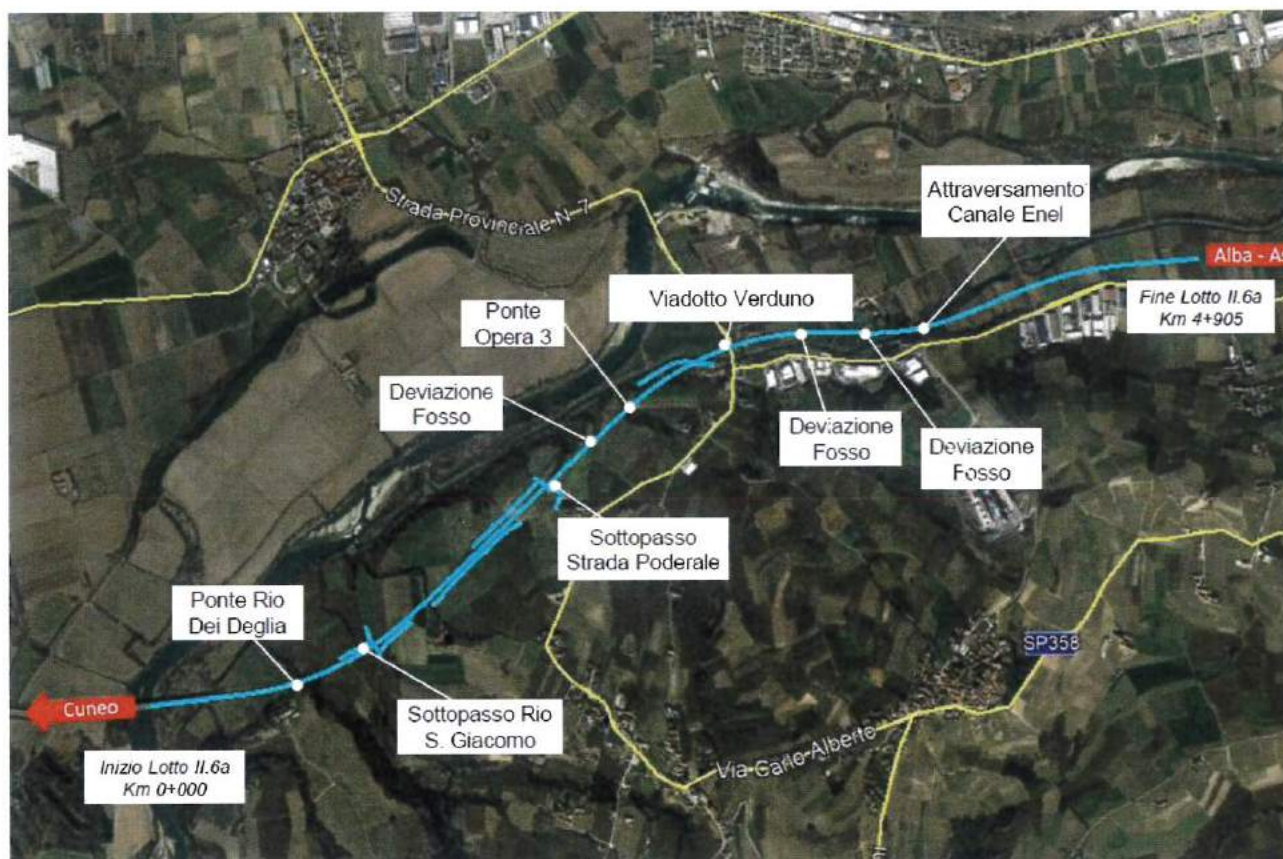 Strada Provinciale N 7
Attraversamento
Canale Enel
Alba - As
Viadotto Verduno
Fine Lotto II.6a
Km 4+905
Ponte
Opera 3
Deviazione
Fosso
Deviazione
Fosso
Deviazione
Fosso
Sottopasso
Strada Poderale
Ponte Rio
Dei Deglia
SP358
Cuneo
Sottopasso Rio
S. Giacomo
Via Carlo Alberto
Inizio Lotto II.6a
Km 0+000